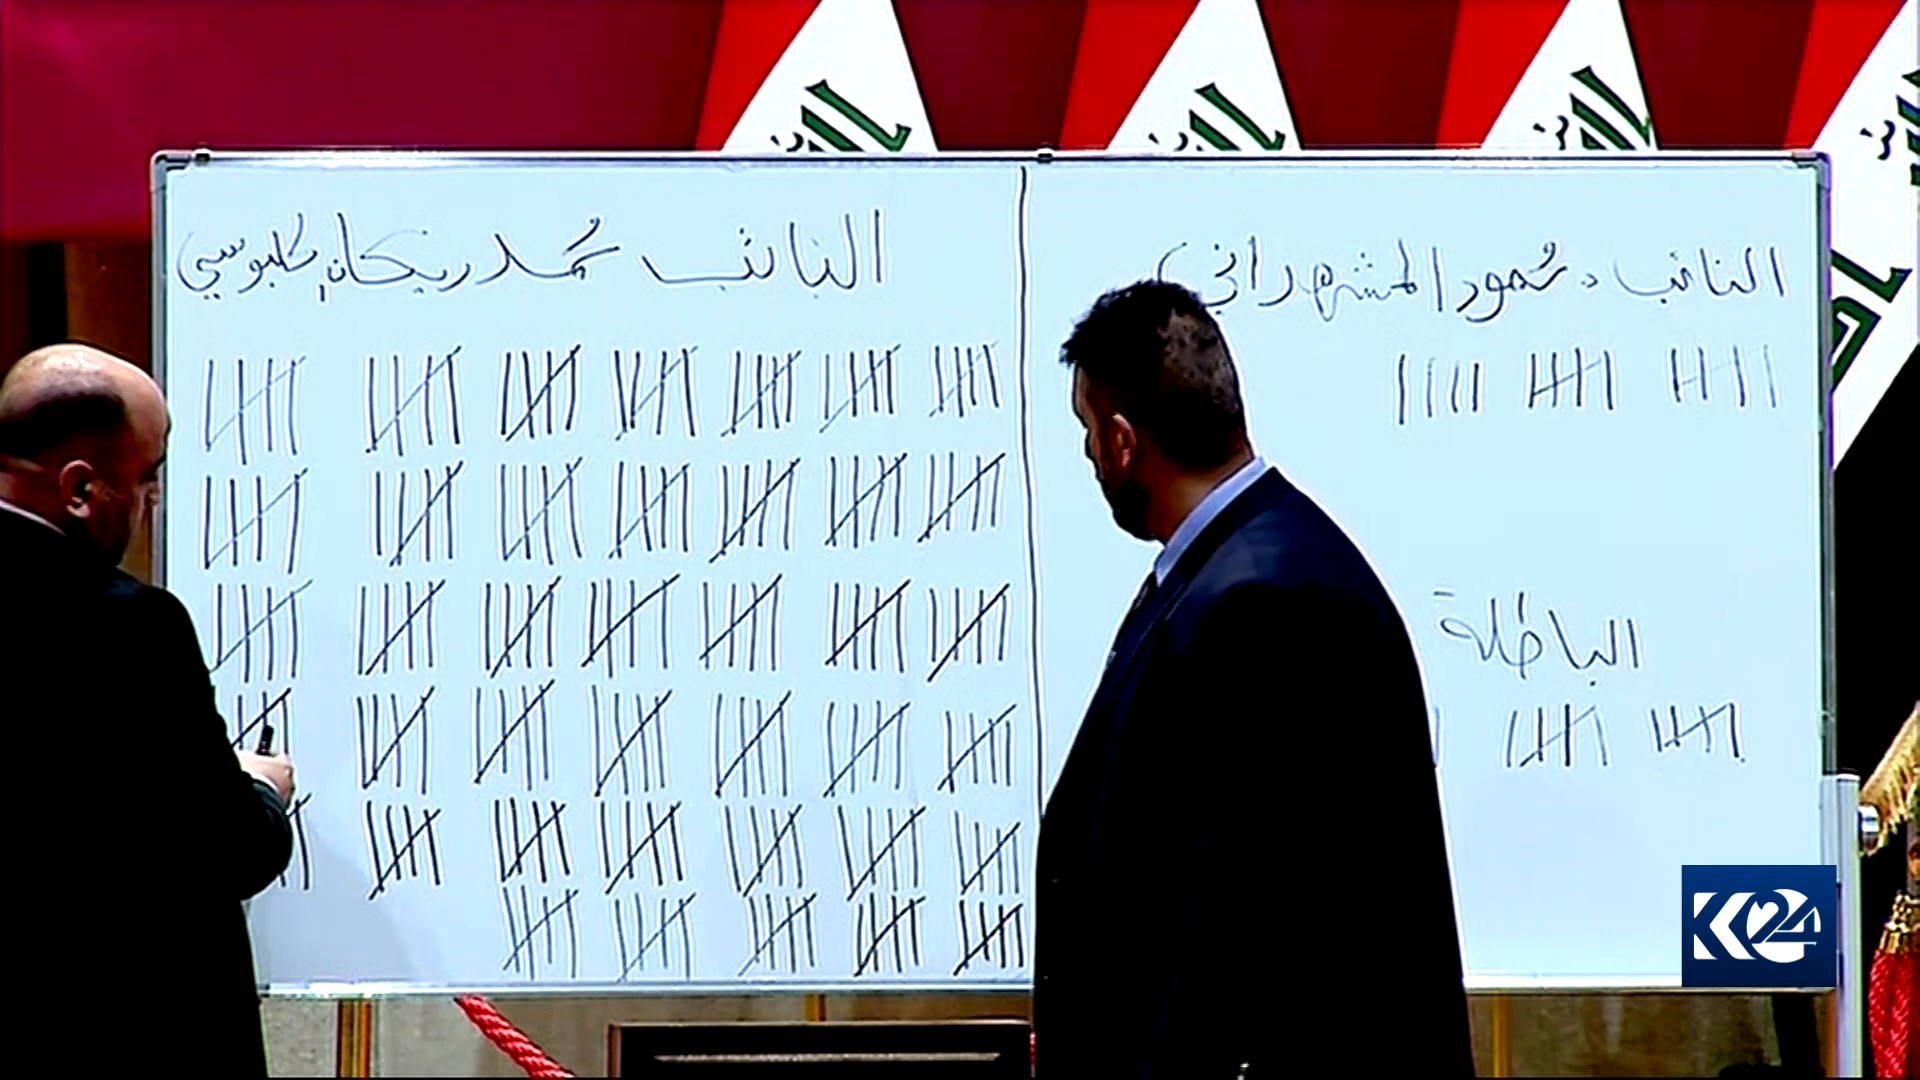 النائب د. محمود المشهداني
النائب محمد ريكان الحلبوسي
الباطلة
K24